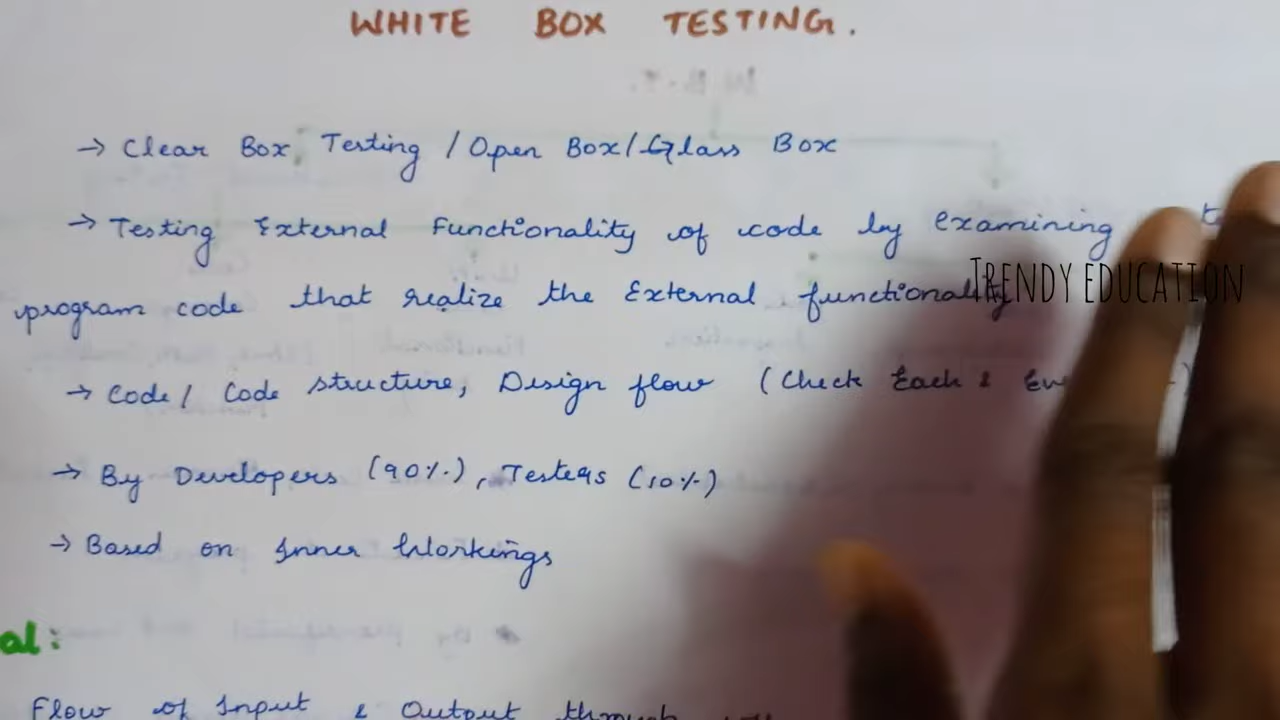 WHITE BOX TESTING.
→ Clear Box Testing / Open Box / Glass Box
→ Testing External Functionality of code by examining
program code that realize the External functionality
TRENDY EDUCATION
→ Code / Code structure, Design flow (Check Each &
→ By Developers (90%), Testers (10%)
→ Based on Inner Workings
al:
Flow of Input & Output through